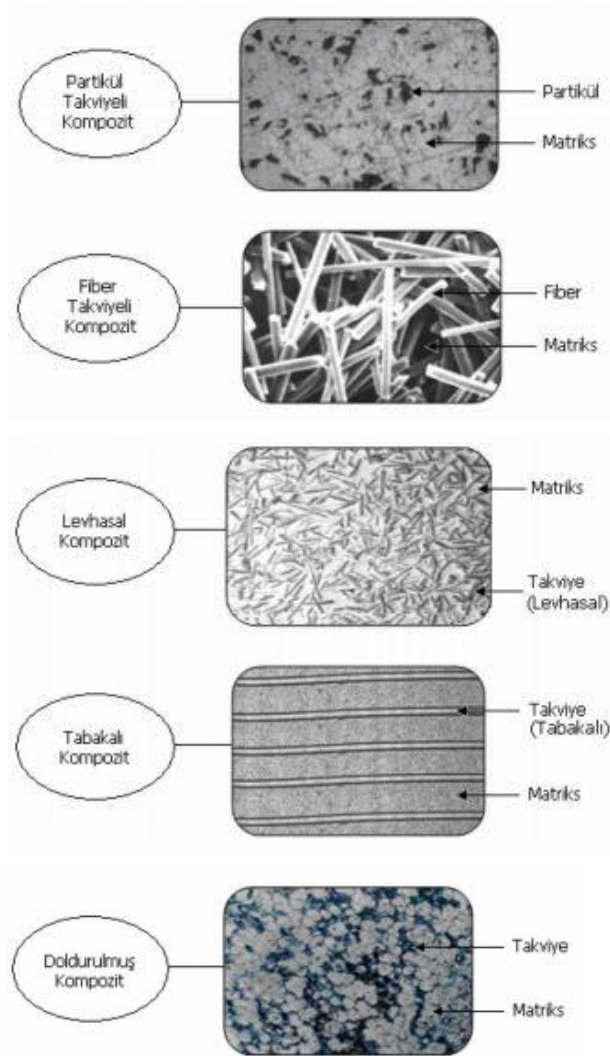 Partikül
Takviyeli
Kompozit
Partikül
Matriks
Fiber
Takviyeli
Kompozit
Fiber
Matriks
Levhasal
Kompozit
Matriks
Takviye
(Levhasal)
Tabakalı
Kompozit
Takviye
(Tabakalı)
Matriks
Doldurulmuş
Kompozit
Takviye
Matriks